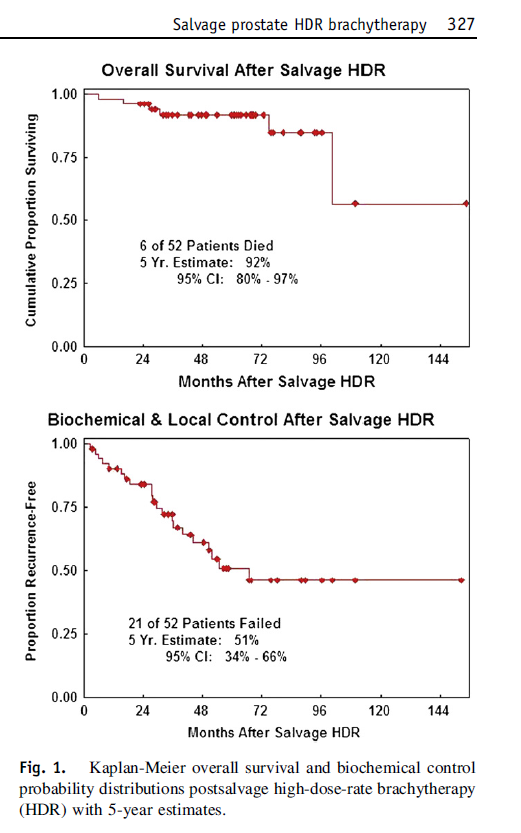 Salvage prostate HDR brachytherapy 327
Overall Survival After Salvage HDR
Cumulative Proportion Surviving
1.00
0.75
0.50
0.25
0.00
6 of 52 Patients Died
5 Yr. Estimate: 92%
95% CI: 80% - 97%
0 24 48 72 96 120 144
Months After Salvage HDR
Biochemical & Local Control After Salvage HDR
Proportion Recurrence-Free
1.00
0.75
0.50
0.25
0.00
21 of 52 Patients Failed
5 Yr. Estimate: 51%
95% CI: 34% - 66%
0 24 48 72 96 120 144
Months After Salvage HDR
Fig. 1. Kaplan-Meier overall survival and biochemical control
probability distributions postsalvage high-dose-rate brachytherapy
(HDR) with 5-year estimates.